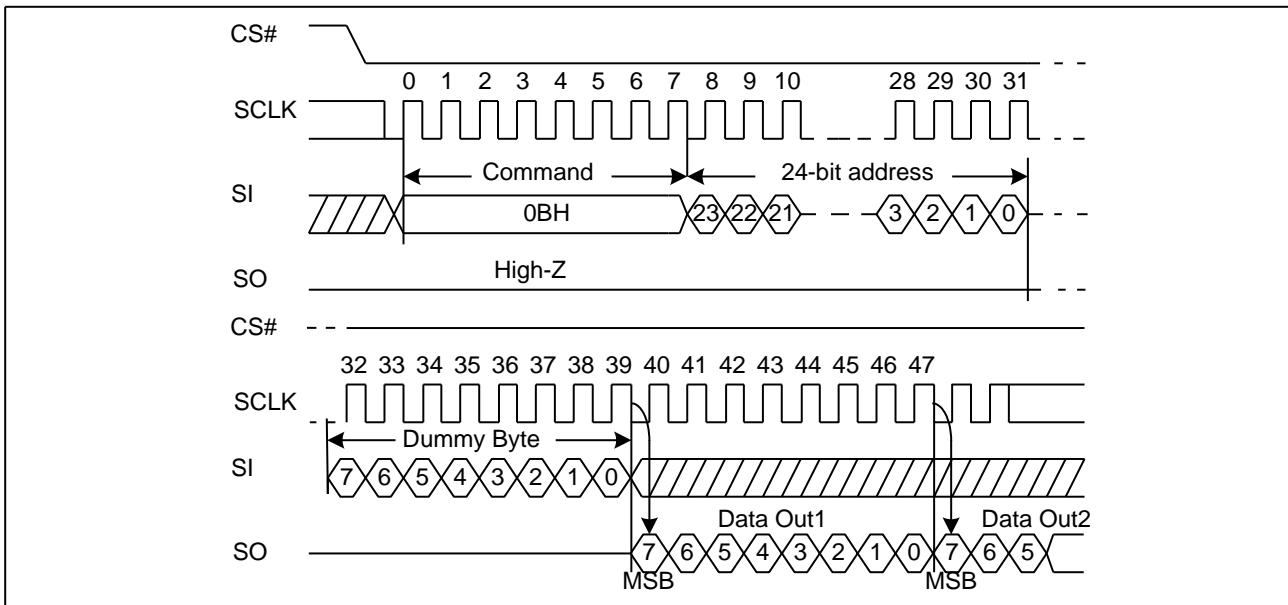 CS#
0 1 2 3 4 5 6 7 8 9 10 28 29 30 31
SCLK
Command 24-bit address
SI
0BH 23 22 21 3 2 1 0
High-Z
SO
CS#
32 33 34 35 36 37 38 39 40 41 42 43 44 45 46 47
SCLK
Dummy Byte
SI
7 6 5 4 3 2 1 0
Data Out1 Data Out2
SO
7 6 5 4 3 2 1 0 7 6 5
MSB MSB